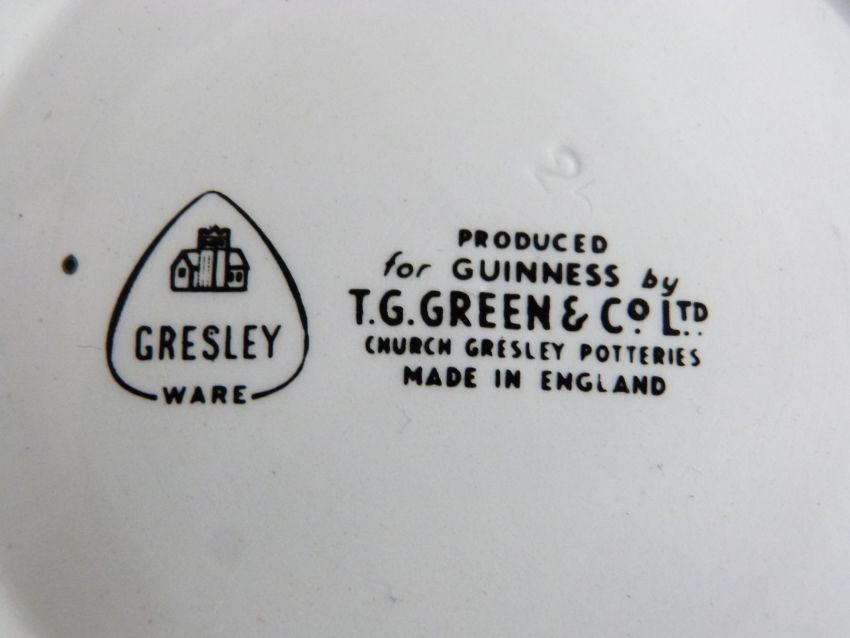 GRESLEY
WARE
PRODUCED
for GUINNESS by
T.G. GREEN & Co. LTD.
CHURCH GRESLEY POTTERIES
MADE IN ENGLAND